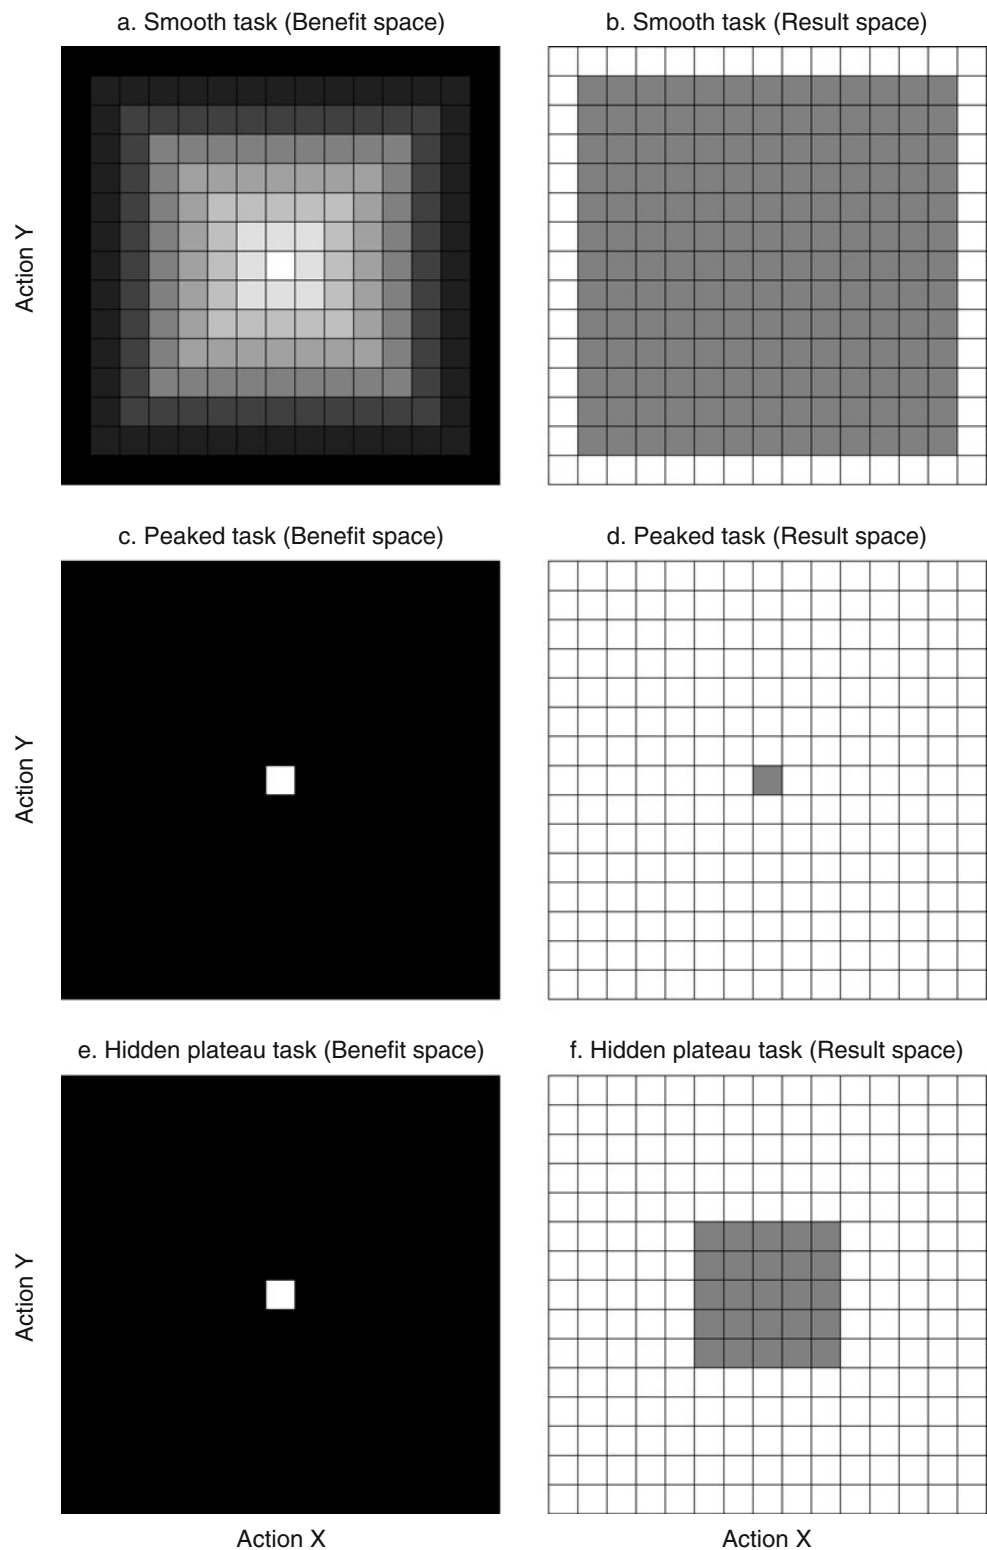 a. Smooth task (Benefit space)
b. Smooth task (Result space)
Action Y
c. Peaked task (Benefit space)
d. Peaked task (Result space)
Action Y
e. Hidden plateau task (Benefit space)
f. Hidden plateau task (Result space)
Action Y
Action X
Action X